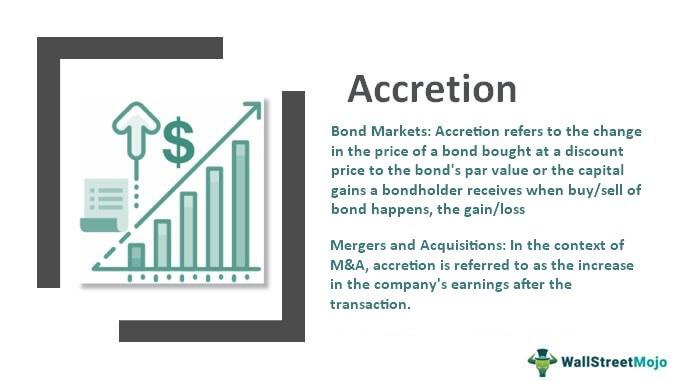 $
Accretion
Bond Markets: Accretion refers to the change
in the price of a bond bought at a discount
price to the bond's par value or the capital
gains a bondholder receives when buy/sell of
bond happens, the gain/loss
Mergers and Acquisitions: In the context of
M&A, accretion is referred to as the increase
in the company's earnings after the
transaction.
WallStreetMojo